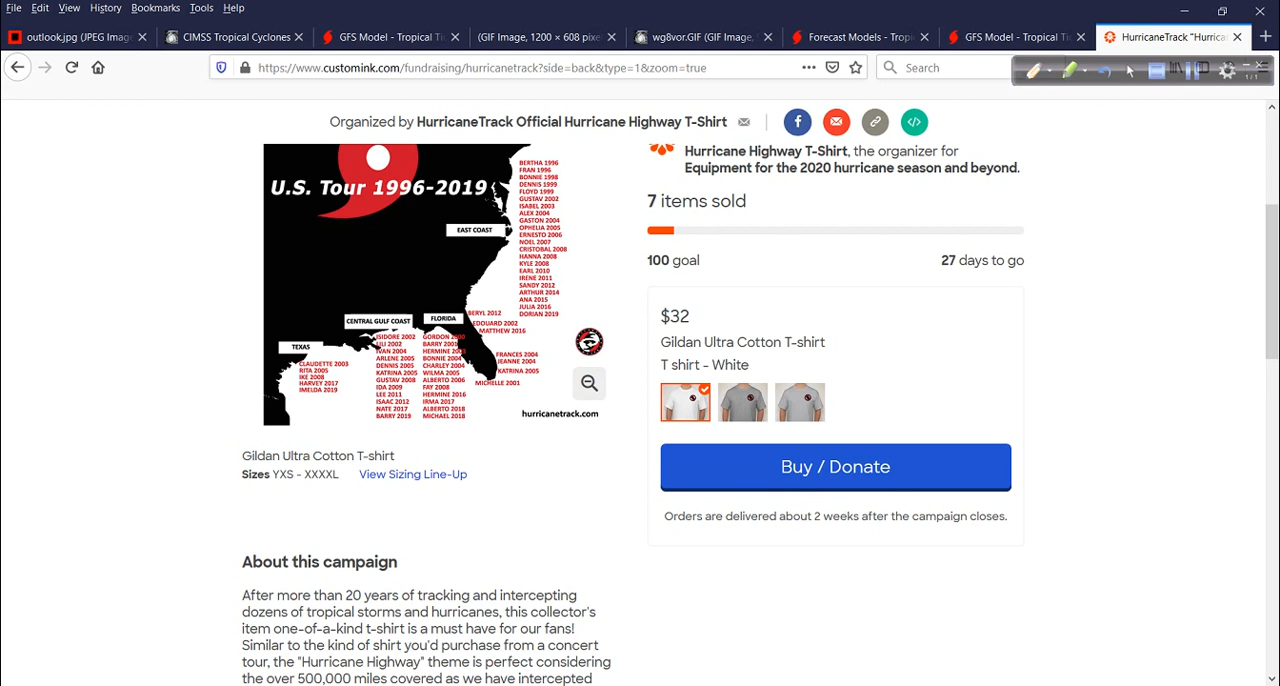 File Edit View History Bookmarks Tools Help
outlook.jpg (JPEG Imag
CIMSS Tropical Cyclones
GFS Model - Tropical Ti
(GIF Image, 1200 × 608 pixe
wg8vor.GIF (GIF Image,
Forecast Models - Tropi
GFS Model - Tropical Ti
HurricaneTrack "Hurrica
https://www.customink.com/fundraising/hurricanetrack?side=back&type=1&zoom=true
Search
1/1
Organized by HurricaneTrack Official Hurricane Highway T-Shirt
U.S. Tour 1996-2019
BERTHA 1996
FRAN 1996
BONNIE 1998
DENNIS 1999
FLOYD 1999
GUSTAV 2002
ISABEL 2003
ALEX 2004
GASTON 2004
OPHELIA 2005
ERNESTO 2006
NOEL 2007
CRISTOBAL 2008
HANNA 2008
KYLE 2008
EARL 2010
IRENE 2011
SANDY 2012
ARTHUR 2014
ANA 2015
JULIA 2016
DORIAN 2019
EAST COAST
CENTRAL GULF COAST
FLORIDA
TEXAS
BERYL 2012
EDOUARD 2002
MATTHEW 2016
FRANCES 2004
JEANNE 2004
KATRINA 2005
MICHELLE 2001
CLAUDETTE 2003
RITA 2005
IKE 2008
HARVEY 2017
IMELDA 2019
ISIDORE 2002
LILI 2002
IVAN 2004
ARLENE 2005
DENNIS 2005
KATRINA 2005
GUSTAV 2008
IDA 2009
LEE 2011
ISAAC 2012
NATE 2017
BARRY 2019
GORDON 2000
BARRY 2001
HERMINE
BONNIE 2004
CHARLEY 2004
WILMA 2005
ALBERTO 2006
FAY 2008
HERMINE 2016
IRMA 2017
ALBERTO 2018
MICHAEL 2018
hurricanetrack.com
Gildan Ultra Cotton T-shirt
Sizes YXS - XXXXL View Sizing Line-Up
About this campaign
After more than 20 years of tracking and intercepting
dozens of tropical storms and hurricanes, this collector's
item one-of-a-kind t-shirt is a must have for our fans!
Similar to the kind of shirt you'd purchase from a concert
tour, the "Hurricane Highway" theme is perfect considering
the over 500,000 miles covered as we have intercepted
Hurricane Highway T-Shirt, the organizer for
Equipment for the 2020 hurricane season and beyond.
7 items sold
100 goal
27 days to go
$32
Gildan Ultra Cotton T-shirt
T shirt - White
Buy / Donate
Orders are delivered about 2 weeks after the campaign closes.